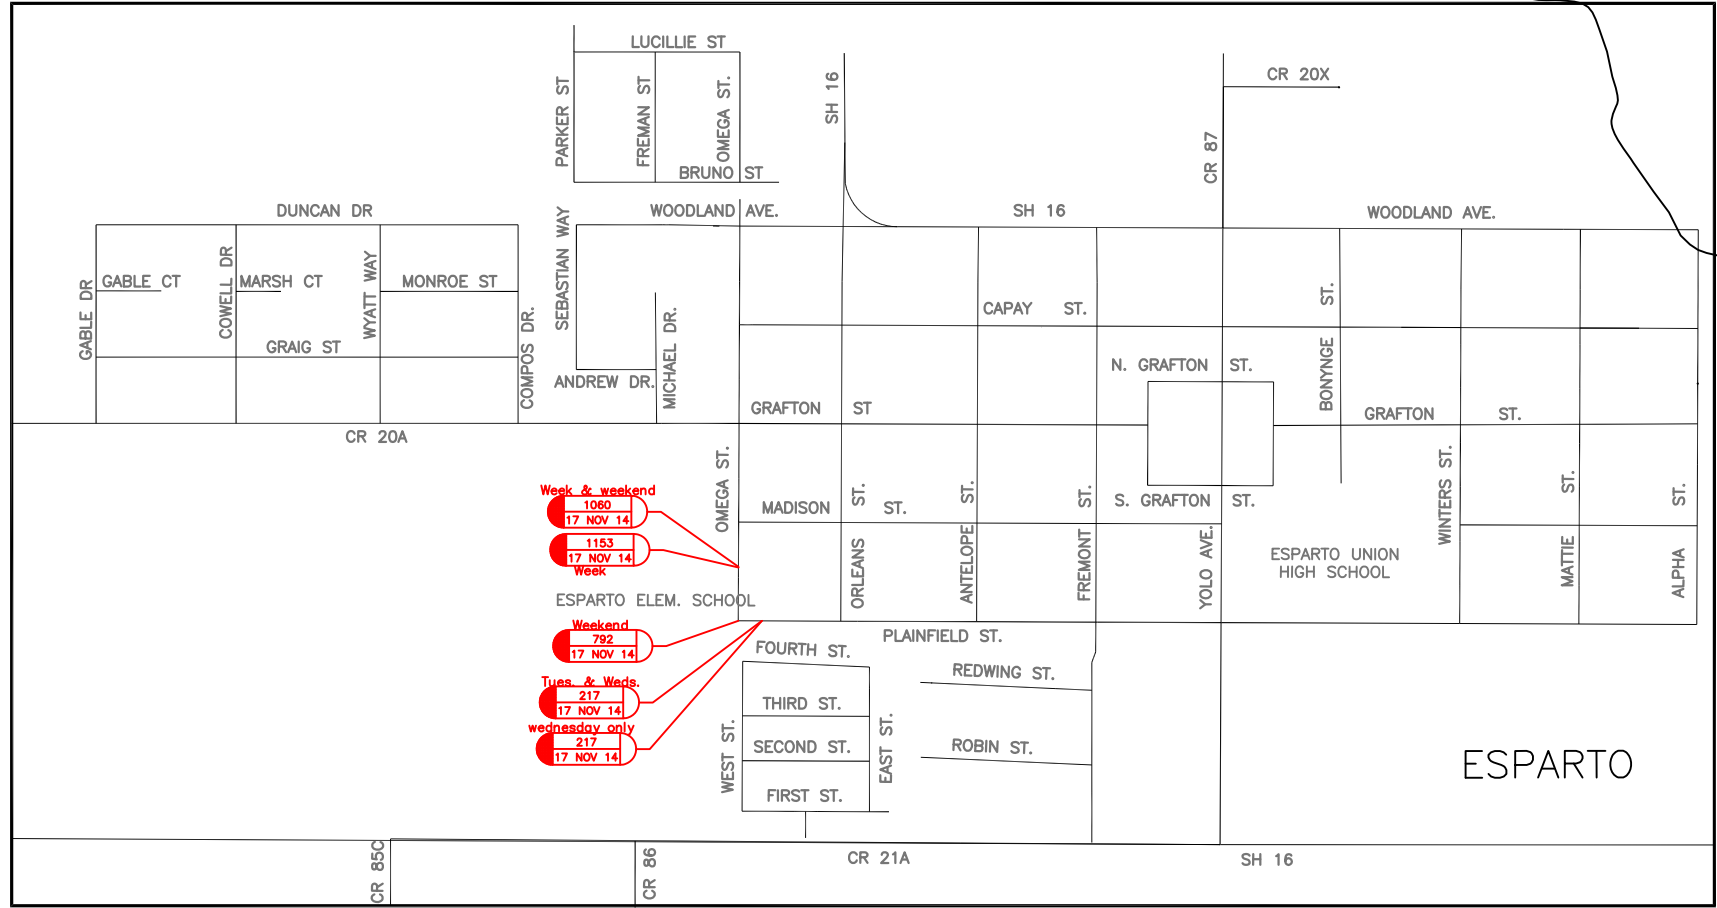 LUCILLIE ST
CR 20X
PARKER ST
FREMAN ST
OMEGA ST.
SH 16
CR 87
BRUNO ST
DUNCAN DR
WOODLAND AVE.
SH 16
WOODLAND AVE.
GABLE DR
GABLE CT
COWELL DR
MARSH CT
WYATT WAY
MONROE ST
COMPOS DR.
SEBASTIAN WAY
MICHAEL DR.
CAPAY ST.
BONYNGE ST.
GRAIG ST
ANDREW DR.
N. GRAFTON ST.
GRAFTON ST
GRAFTON ST.
CR 20A
OMEGA ST.
MADISON ST.
ORLEANS ST.
ANTELOPE ST.
FREMONT ST.
S. GRAFTON ST.
YOLO AVE.
WINTERS ST.
MATTIE ST.
ALPHA ST.
Week & weekend
1060
17 NOV 14
1153
17 NOV 14
Week
ESPARTO UNION
HIGH SCHOOL
ESPARTO ELEM. SCHOOL
Weekend
792
17 NOV 14
PLAINFIELD ST.
FOURTH ST.
REDWING ST.
Tues. & Weds.
217
17 NOV 14
THIRD ST.
wednesday only
217
17 NOV 14
WEST ST.
SECOND ST.
EAST ST.
ROBIN ST.
FIRST ST.
ESPARTO
CR 85C
CR 86
CR 21A
SH 16